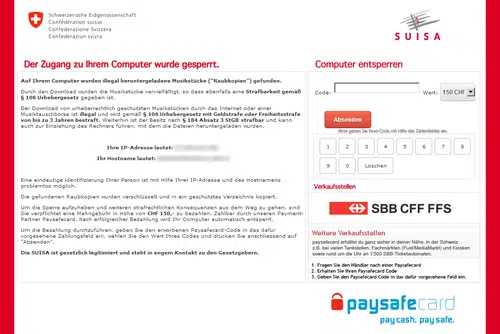 Schweizerische Eidgenossenschaft
Confédération suisse
Confederazione Svizzera
Confederaziun svizra
SUISA
Der Zugang zu Ihrem Computer wurde gesperrt.
Auf Ihrem Computer wurden illegal heruntergeladene Musikstücke ("Raubkopien") gefunden.
Durch das Downloaden wurden die Musikstücke vervielfältigt, so dass ebenfalls eine Strafbarkeit gemäß
§ 106 Urhebergesetz gegeben ist.
Der Download von urheberrechtlich geschützten Musikstücken durch das Internet oder einer
Musiktauschbörse ist illegal und wird gemäß § 106 Urhebergesetz mit Geldstrafe oder Freiheitsstrafe
von bis zu 3 Jahren bestraft. Weiterhin ist der Besitz nach § 184 Absatz 3 StGB strafbar und kann
auch zur Einziehung des Rechners führen, mit dem die Dateien heruntergeladen wurden.
Ihre IP-Adresse lautet:
Ihr Hostname lautet:
Eine eindeutige identifizierung Ihrer Person ist mit Hilfe Ihrer IP-Adresse und des Hostnamens
problemlos möglich.
Die gefundenen Raubkopieren wurden verschlüsselt und in ein geschütztes Verzeichnis kopiert.
Um die Sperre aufzuheben und weiteren strafrechtlichen Konsequenzen aus dem Weg zu gehen, sind
Sie verpflichtet eine Mahngebühr in Höhe von CHF 150,- zu bezahlen. Zahlbar durch unseren Payment-
Partner Paysafecard. Nach erfolgreicher Bezahlung wird Ihr Computer automatisch entsperrt.
Um die Bezahlung durchzuführen, geben Sie den erworbenen Paysafecard-Code in das dafür
vorgesehene Zahlungsfeld ein, wählen Sie den Wert Ihres Codes und drücken Sie anschliessend auf
"Absenden".
Die SUISA ist gesetzlich legitimiert und steht in engem Kontakt zu den Gesetzgebern.
Computer entsperren
Code:
Wert: 150 CHF
Absenden
Bitte geben Sie Ihren Code mit Hilfe des Zahlenfeldes ein.
1 2 3 4 5 6 7 8
9 0 Löschen
Verkaufsstellen
SBB CFF FFS
Weitere Verkaufsstellen
paysafecard erhältst du ganz sicher in deiner Nähe, in der Schweiz
z.B. bei vielen Tankstellen, Fachmärkten (Fust/MediaMarkt) und Kiosken
sowie rund um die Uhr an 1'500 SBB-Ticketautomaten.
1. Fragen Sie den Händler nach einer Paysafecard
2. Erhalten Sie Ihren Paysafecard Code
3. Geben Sie den Paysafecard Code in das dafür vorgesehene Feld ein.
paysafecard
pay cash. pay safe.